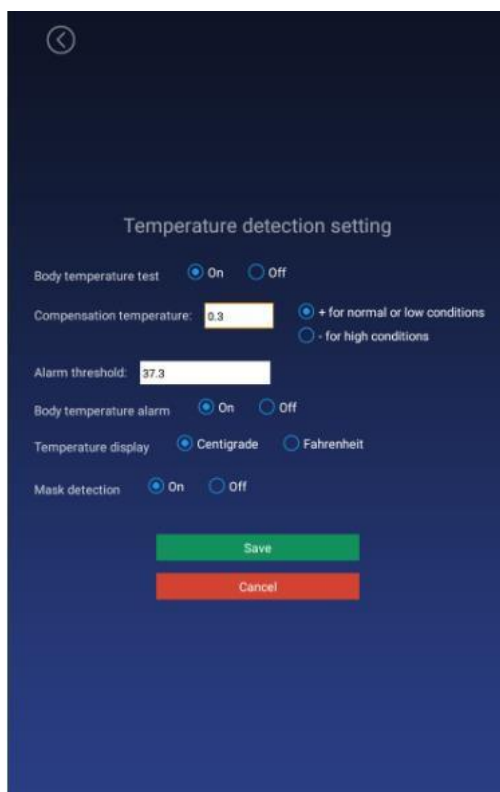 Temperature detection setting
Body temperature test On Off
Compensation temperature: 0.3 + for normal or low conditions
- for high conditions
Alarm threshold: 37.3
Body temperature alarm On Off
Temperature display Centigrade Fahrenheit
Mask detection On Off
Save
Cancel